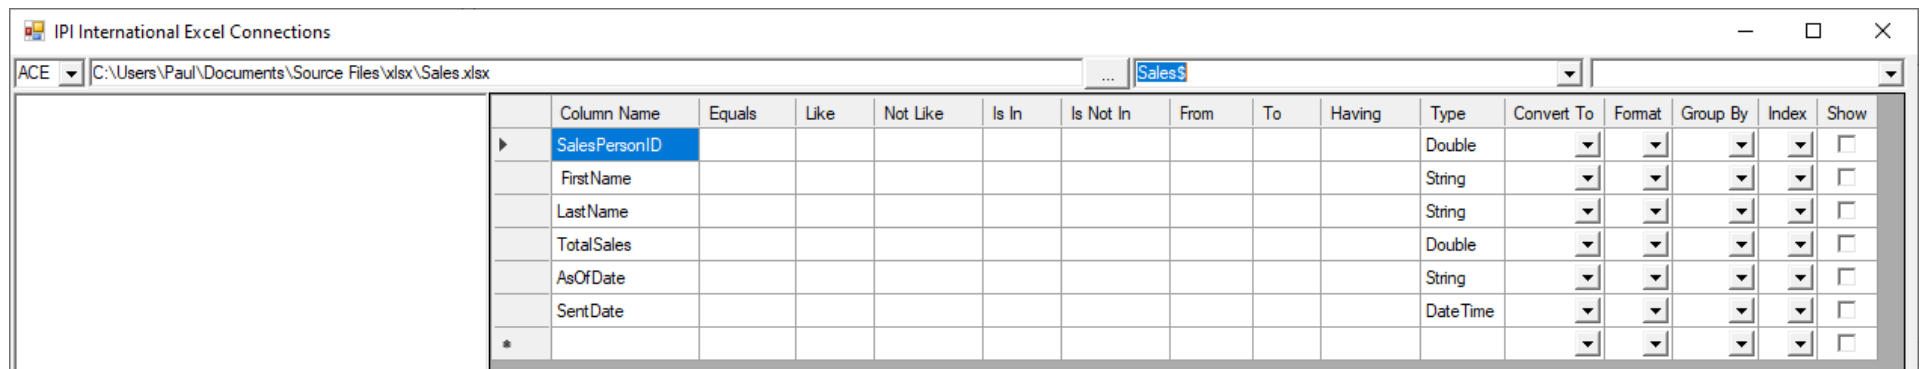 IPI International Excel Connections
ACE C:\Users\Paul\Documents\Source Files\xlsx\Sales.xlsx ... Sales$
Column Name Equals Like Not Like Is In Is Not In From To Having Type Convert To Format Group By Index Show
SalesPersonID Double
FirstName String
LastName String
TotalSales Double
AsOfDate String
SentDate DateTime
*